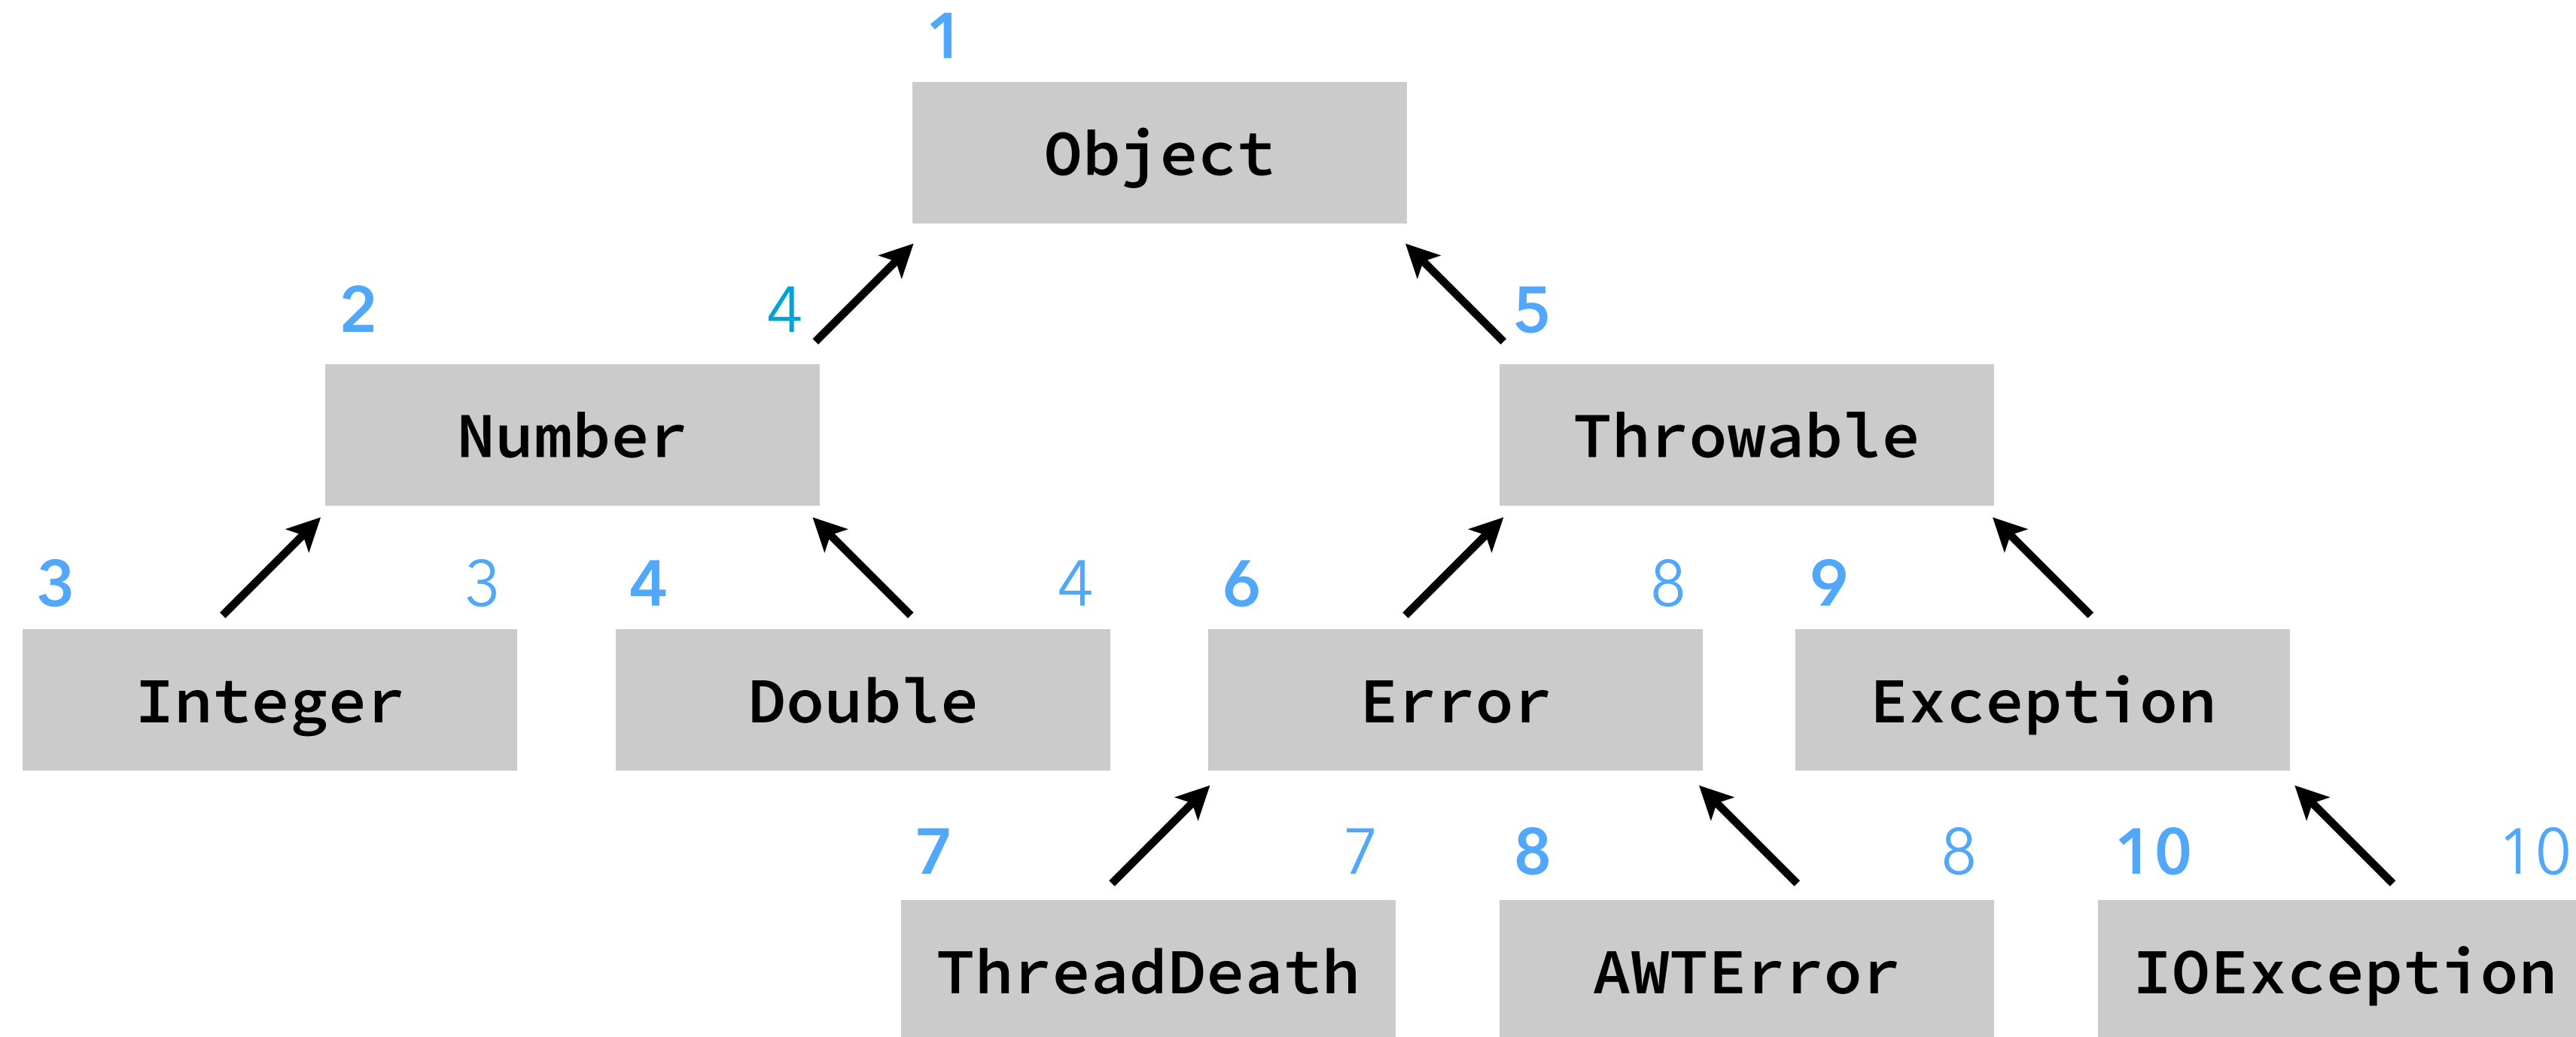 1
Object
2 4 5
Number Throwable
3 3 4 4 6 8 9
Integer Double Error Exception
7 7 8 8 10 10
ThreadDeath AWTError IOException